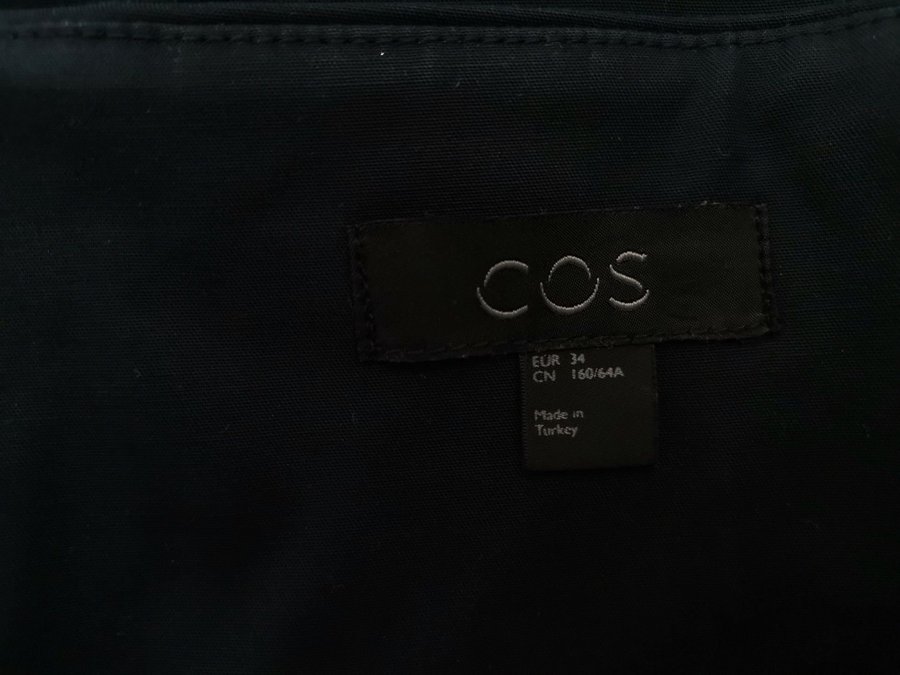 COS
EUR 34
CN 160/64A
Made in
Turkey